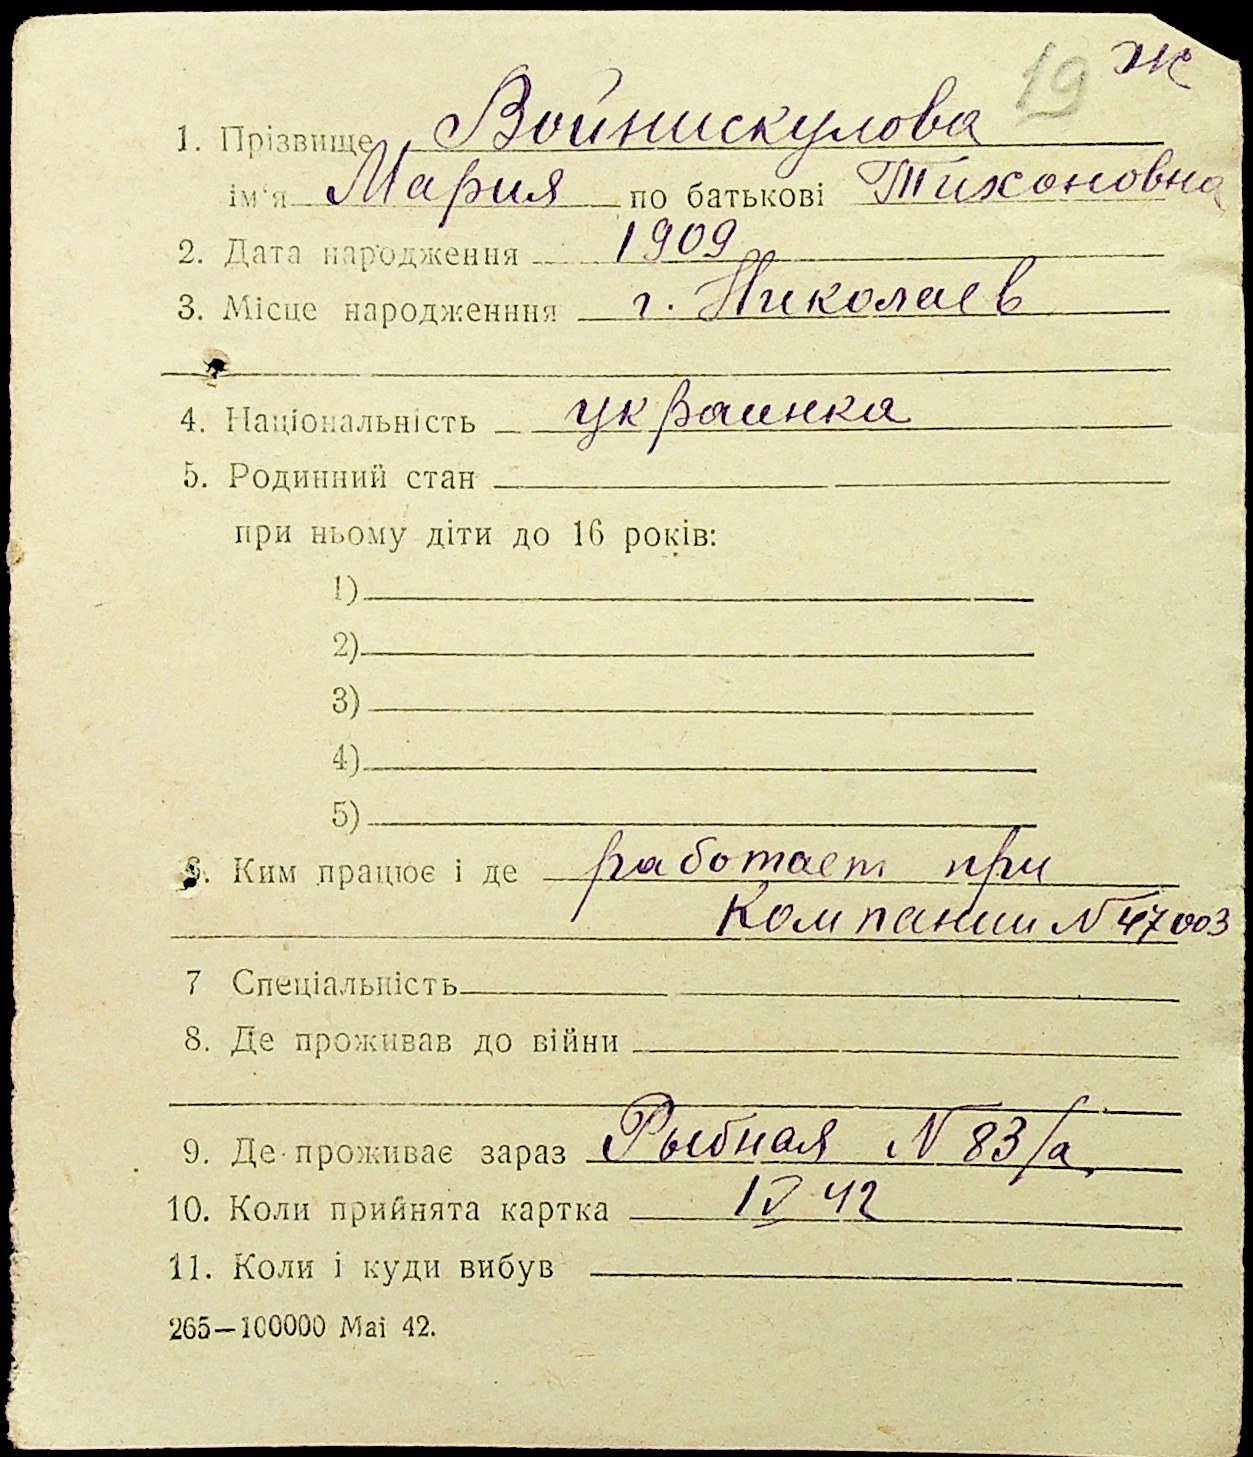 19 Ж
1. Прізвище Войнискулова
ім'я Мария по батькові Тихоновна
2. Дата народження 1909
3. Місце народженння г. Николаев
4. Національність украинка
5. Родинний стан
при ньому діти до 16 років:
1)
2)
3)
4)
5)
6. Ким працює і де работает при
Компании N 47003
7 Спеціальність
8. Де проживав до війни
9. Де проживає зараз Рыбная N 83/а
10. Коли прийнята картка IV 42
11. Коли і куди вибув
265—100000 Mai 42.